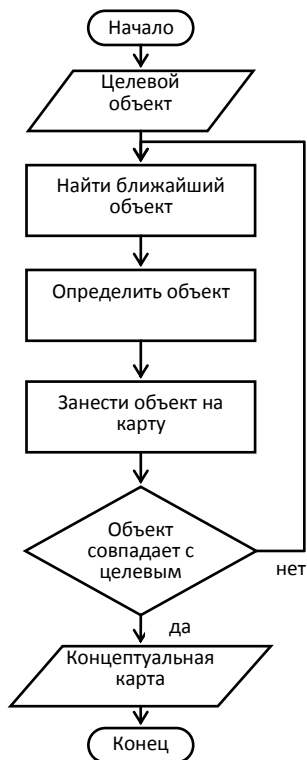 Начало
Целевой
объект
Найти ближайший
объект
Определить объект
Занести объект на
карту
Объект
совпадает с
целевым
нет
да
Концептуальная
карта
Конец